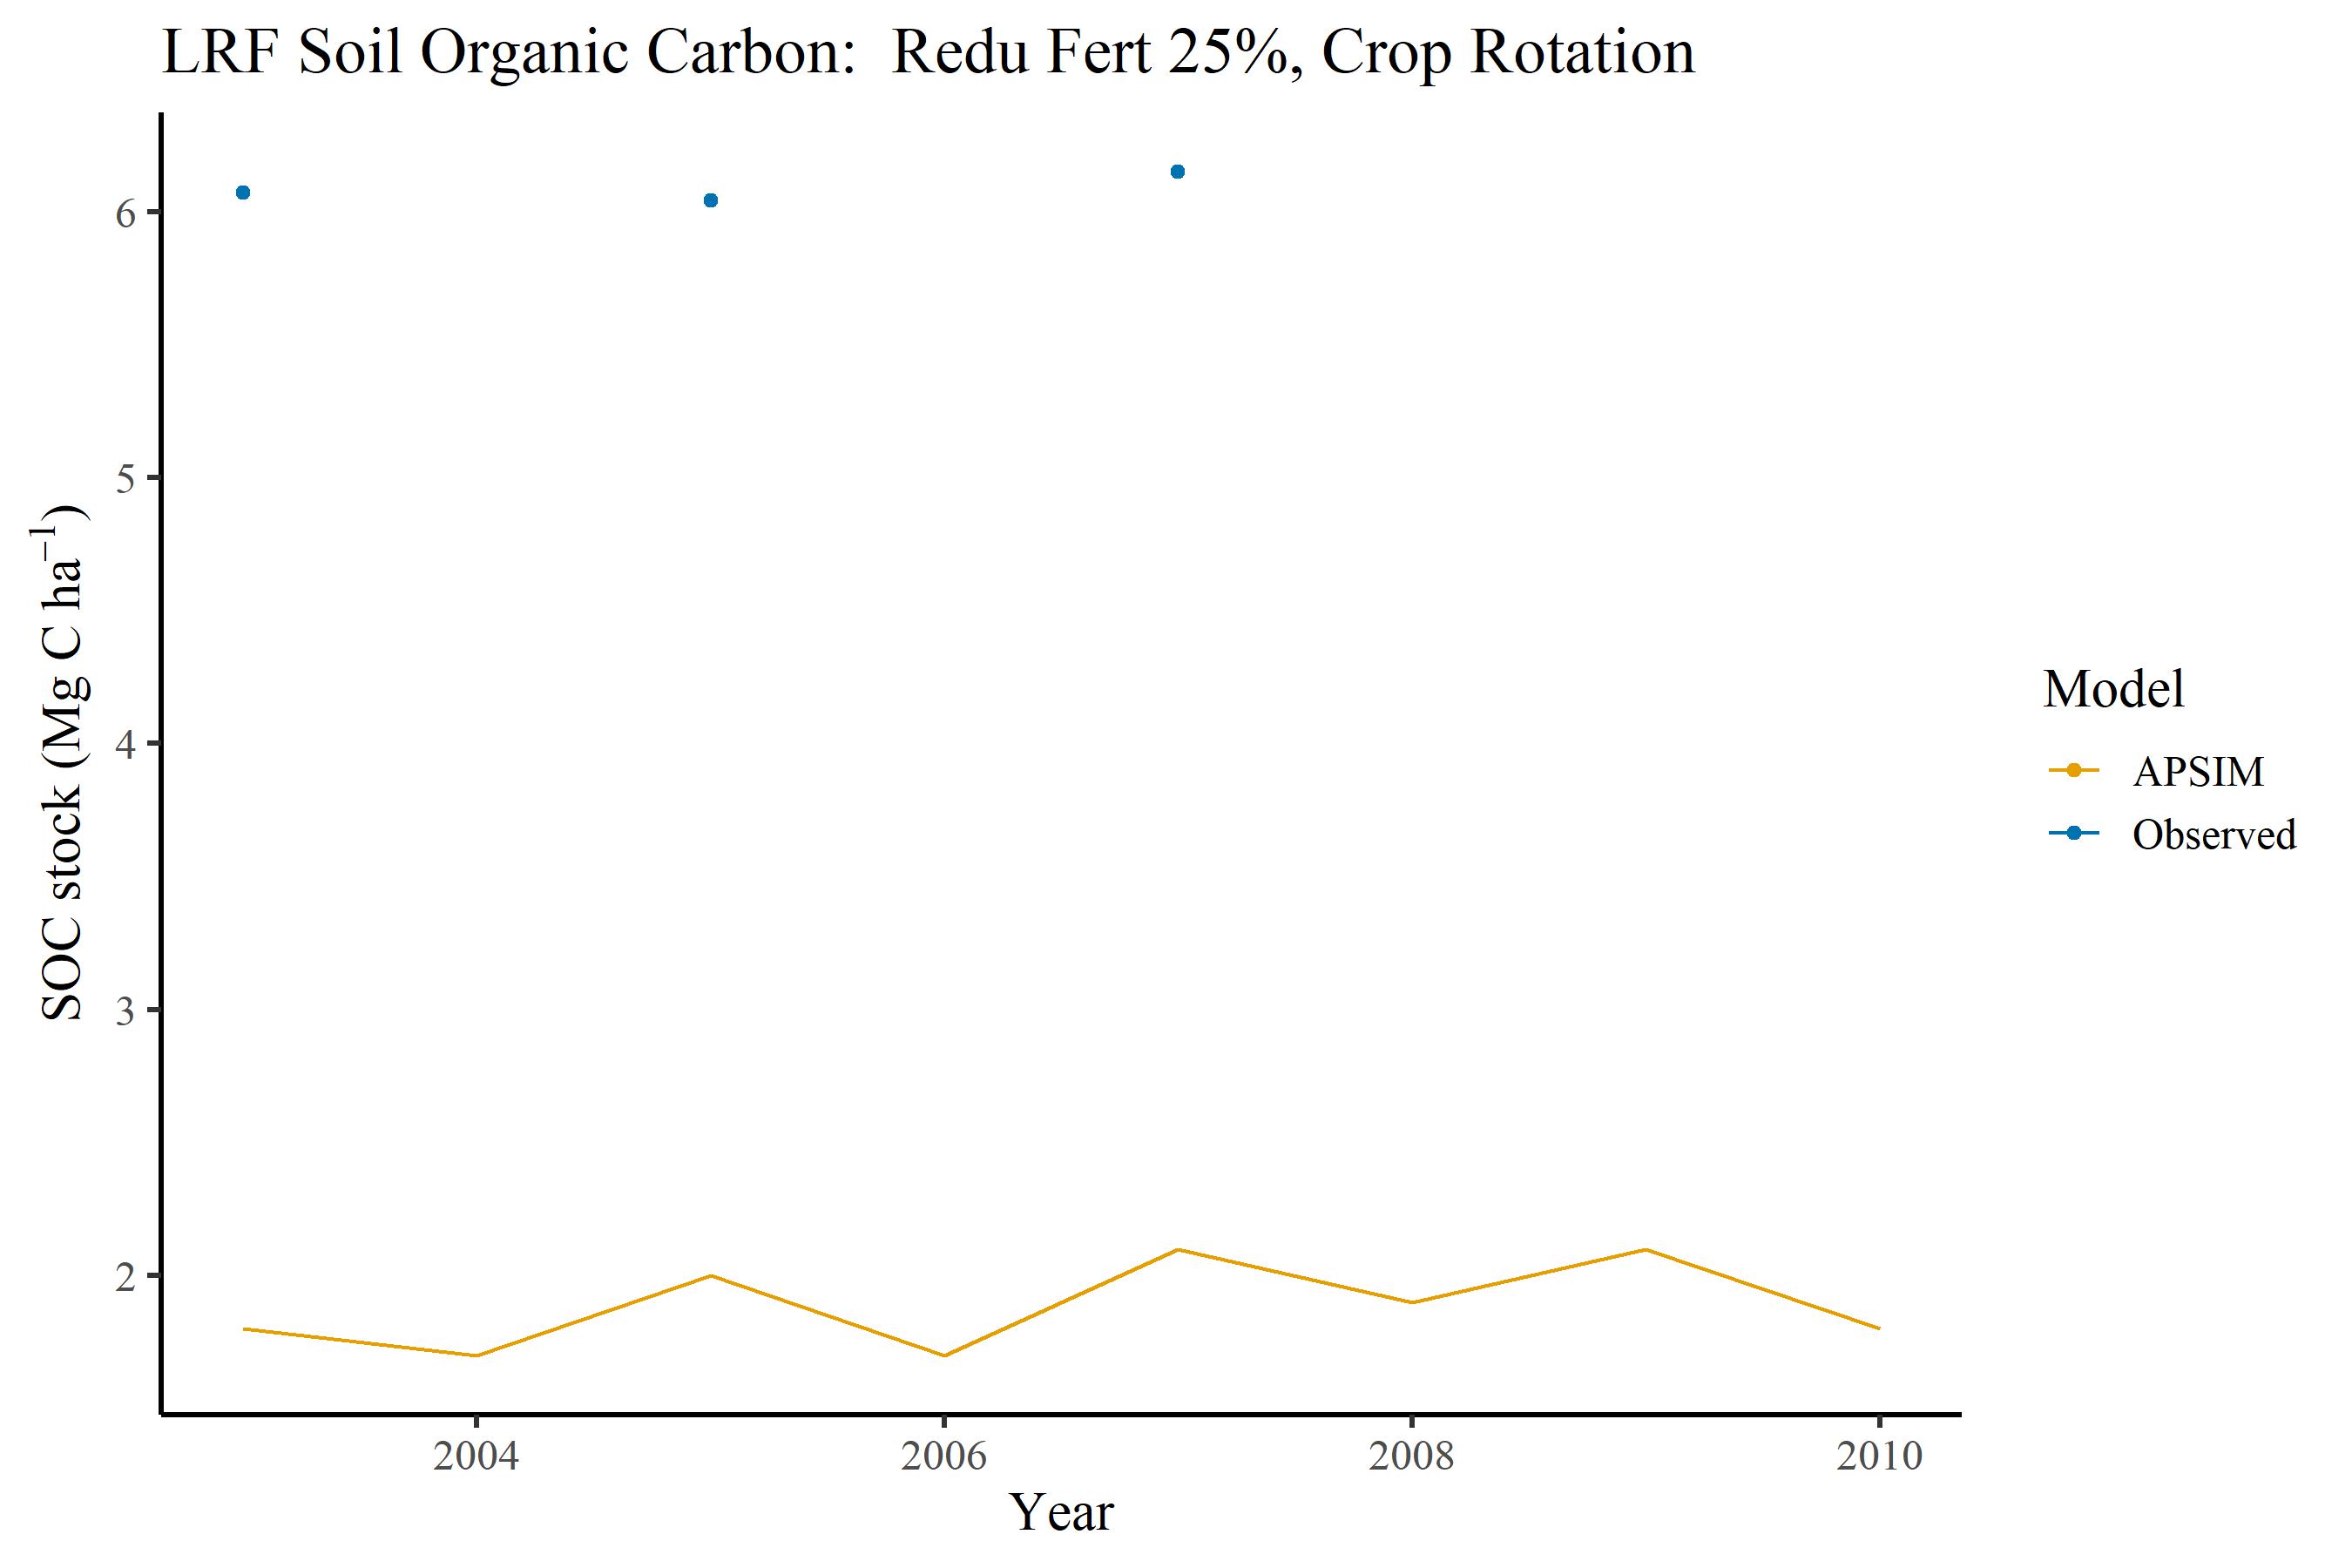 LRF Soil Organic Carbon:  Redu Fert 25%, Crop Rotation
SOC stock (Mg C ha⁻¹)
6
5
4
3
2
2004
2006
2008
2010
Year
Model
APSIM
Observed